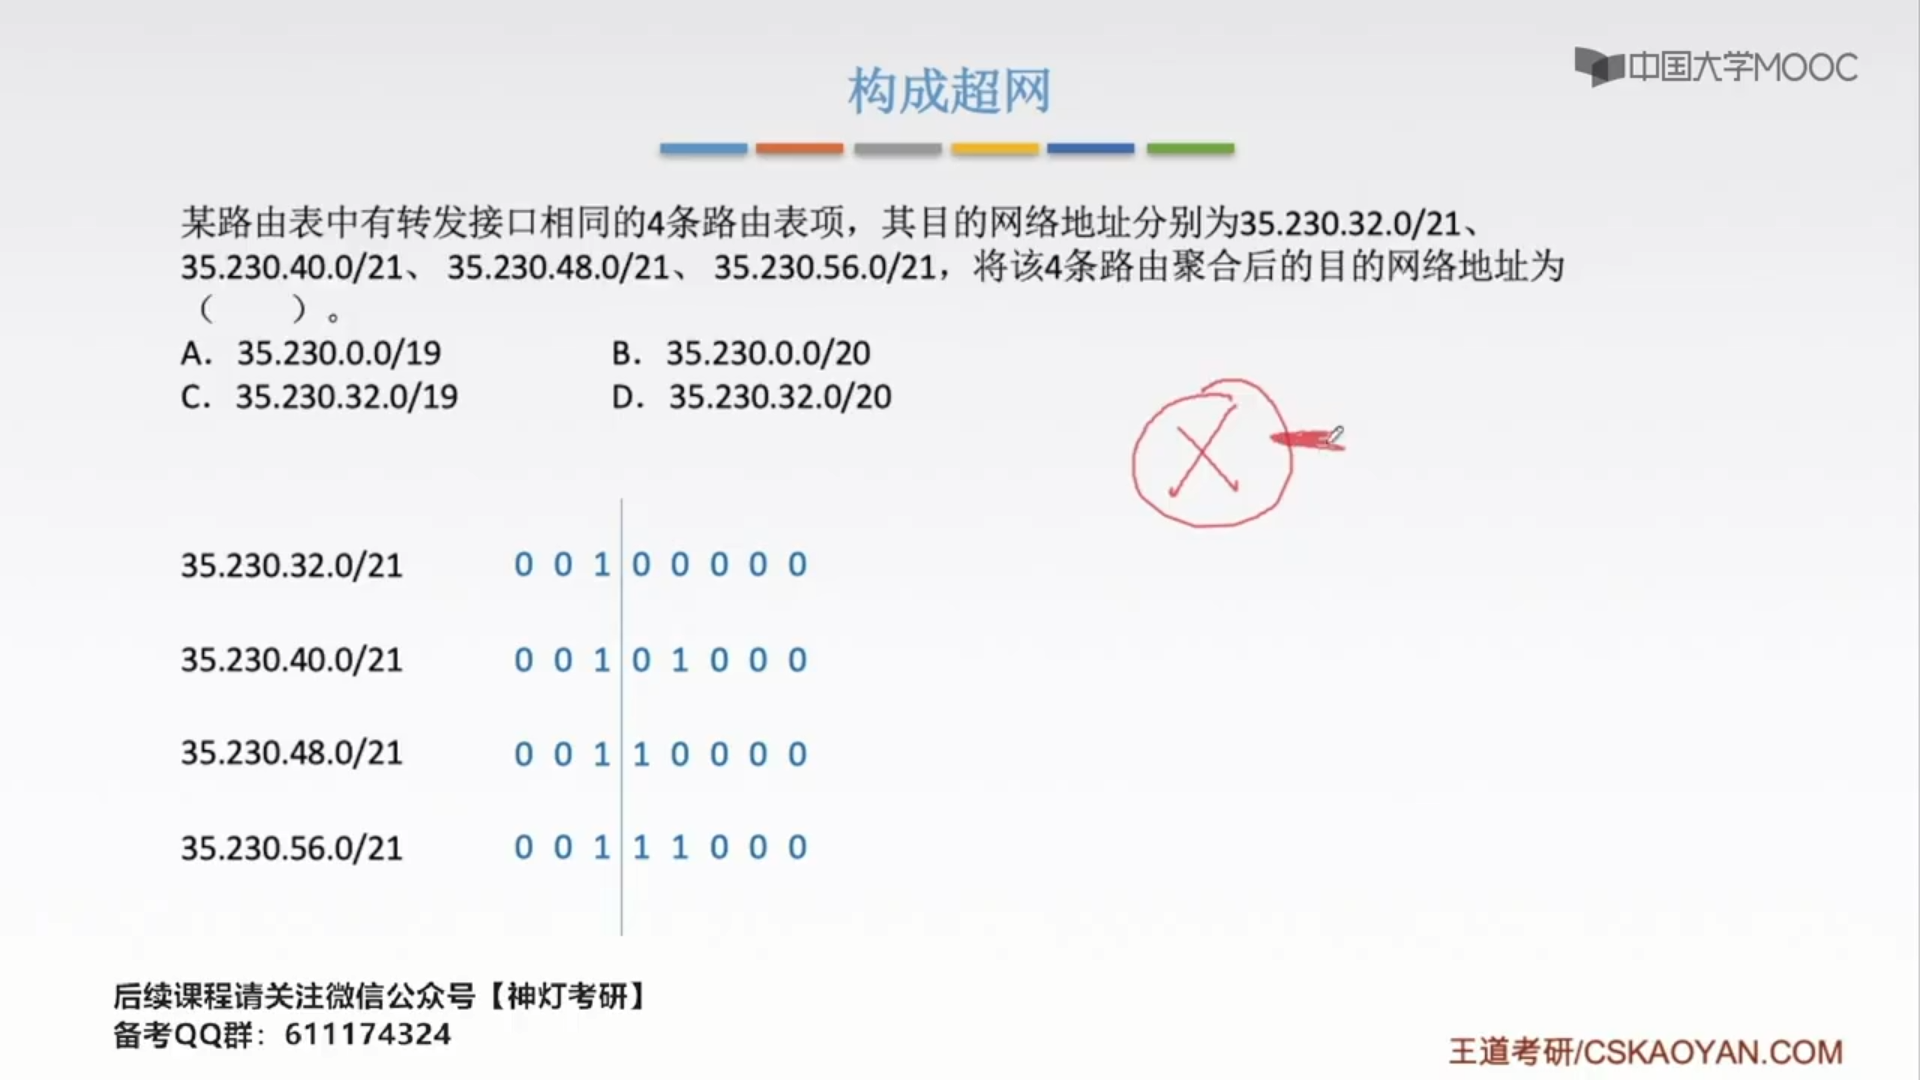 中国大学MOOC
构成超网
某路由表中有转发接口相同的4条路由表项，其目的网络地址分别为35.230.32.0/21、
35.230.40.0/21、 35.230.48.0/21、 35.230.56.0/21，将该4条路由聚合后的目的网络地址为
（　　）。
A. 35.230.0.0/19 B. 35.230.0.0/20
C. 35.230.32.0/19 D. 35.230.32.0/20
35.230.32.0/21 0 0 1 0 0 0 0 0
35.230.40.0/21 0 0 1 0 1 0 0 0
35.230.48.0/21 0 0 1 1 0 0 0 0
35.230.56.0/21 0 0 1 1 1 0 0 0
后续课程请关注微信公众号【神灯考研】
备考QQ群：611174324
王道考研/CSKAOYAN.COM